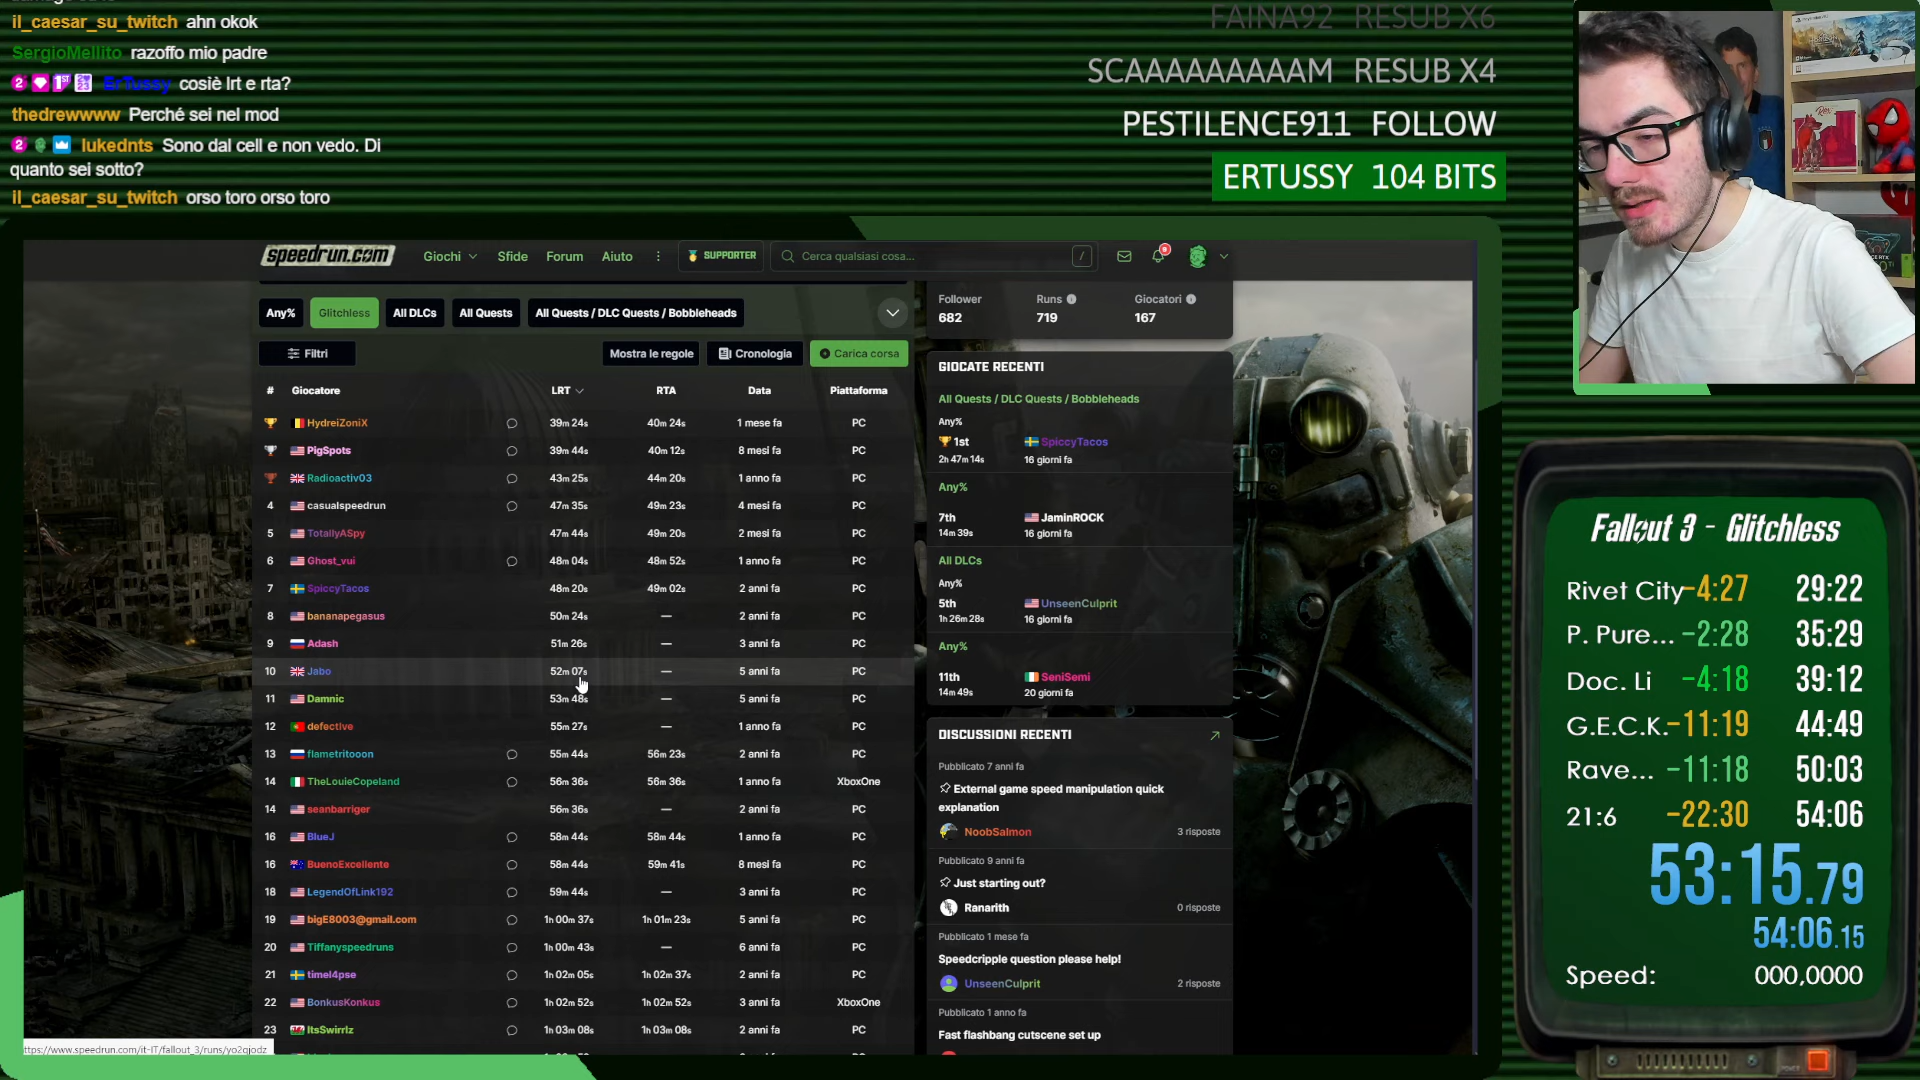 il_caesar_su_twitch ahn okok
SergioMellito razoffo mio padre
ErTussy cosiè lrt e rta?
thedrewwww Perché sei nel mod
lukednts Sono dal cell e non vedo. Di
quanto sei sotto?
il_caesar_su_twitch orso toro orso toro
FAINA92 RESUB X6
SCAAAAAAAAAM RESUB X4
PESTILENCE911 FOLLOW
ERTUSSY 104 BITS
speedrun.com Giochi Sfide Forum Aiuto SUPPORTER Cerca qualsiasi cosa... / 9
Any% Glitchless All DLCs All Quests All Quests / DLC Quests / Bobbleheads
Filtri Mostra le regole Cronologia Carica corsa
# Giocatore LRT RTA Data Piattaforma
HydreiZoniX 39m 24s 40m 24s 1 mese fa PC
PigSpots 39m 44s 40m 12s 8 mesi fa PC
Radioactiv03 43m 25s 44m 20s 1 anno fa PC
4 casualspeedrun 47m 35s 49m 23s 4 mesi fa PC
5 TotallyASpy 47m 44s 49m 20s 2 mesi fa PC
6 Ghost_vui 48m 04s 48m 52s 1 anno fa PC
7 SpiccyTacos 48m 20s 49m 02s 2 anni fa PC
8 bananapegasus 50m 24s — 2 anni fa PC
9 Adash 51m 26s — 3 anni fa PC
10 Jabo 52m 07s — 5 anni fa PC
11 Damnic 53m 48s — 5 anni fa PC
12 defective 55m 27s — 1 anno fa PC
13 flametritooon 55m 44s 56m 23s 2 anni fa PC
14 TheLouieCopeland 56m 36s 56m 36s 1 anno fa XboxOne
14 seanbarriger 56m 36s — 2 anni fa PC
16 BlueJ 58m 44s 58m 44s 1 anno fa PC
16 BuenoExcellente 58m 44s 59m 41s 8 mesi fa PC
18 LegendOfLink192 59m 44s — 3 anni fa PC
19 bigE8003@gmail.com 1h 00m 37s 1h 01m 23s 5 anni fa PC
20 Tiffanyspeedruns 1h 00m 43s — 6 anni fa PC
21 timel4pse 1h 02m 05s 1h 02m 37s 2 anni fa PC
22 BonkusKonkus 1h 02m 52s 1h 02m 52s 3 anni fa XboxOne
23 ItsSwirrlz 1h 03m 08s 1h 03m 08s 2 anni fa PC
ttps://www.speedrun.com/it-IT/fallout_3/runs/yo2qjodz
Follower Runs Giocatori
682 719 167
GIOCATE RECENTI
All Quests / DLC Quests / Bobbleheads
Any%
1st SpiccyTacos
2h 47m 14s 16 giorni fa
Any%
7th JaminROCK
14m 39s 16 giorni fa
All DLCs
Any%
5th UnseenCulprit
1h 26m 28s 16 giorni fa
Any%
11th SeniSemi
14m 49s 20 giorni fa
DISCUSSIONI RECENTI
Pubblicato 7 anni fa
External game speed manipulation quick
explanation
NoobSalmon 3 risposte
Pubblicato 9 anni fa
Just starting out?
Ranarith 0 risposte
Pubblicato 1 mese fa
Speedcripple question please help!
UnseenCulprit 2 risposte
Pubblicato 1 anno fa
Fast flashbang cutscene set up
Fallout 3 - Glitchless
Rivet City -4:27 29:22
P. Pure... -2:28 35:29
Doc. Li -4:18 39:12
G.E.C.K. -11:19 44:49
Rave... -11:18 50:03
21:6 -22:30 54:06
53:15.79
54:06.15
Speed: 000,0000